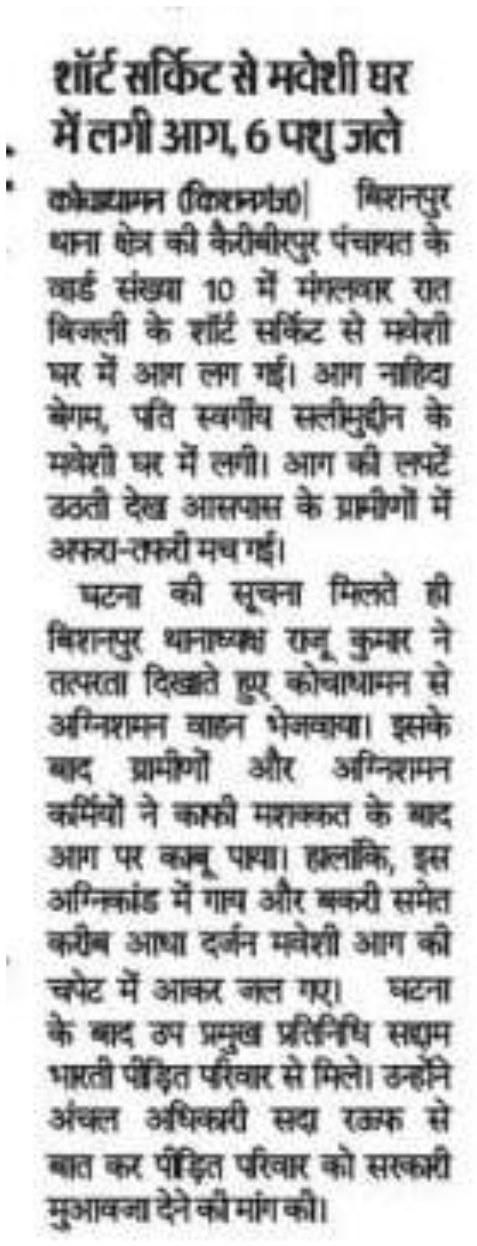 शॉर्ट सर्किट से मवेशी घर
में लगी आग, 6 पशु जले
कोचाधामन (किशनगंज)| बिशनपुर
थाना क्षेत्र की कैरीबीरपुर पंचायत के
वार्ड संख्या 10 में मंगलवार रात
बिजली के शॉर्ट सर्किट से मवेशी
घर में आग लग गई। आग नाहिदा
बेगम, पति स्वर्गीय सलीमुद्दीन के
मवेशी घर में लगी। आग की लपटें
उठती देख आसपास के ग्रामीणों में
अफरा-तफरी मच गई।
घटना की सूचना मिलते ही
बिशनपुर थानाध्यक्ष राजू कुमार ने
तत्परता दिखाते हुए कोचाधामन से
अग्निशमन वाहन भेजवाया। इसके
बाद ग्रामीणों और अग्निशमन
कर्मियों ने काफी मशक्कत के बाद
आग पर काबू पाया। हालांकि, इस
अग्निकांड में गाय और बकरी समेत
करीब आधा दर्जन मवेशी आग की
चपेट में आकर जल गए। घटना
के बाद उप प्रमुख प्रतिनिधि सद्दाम
भारती पीड़ित परिवार से मिले। उन्होंने
अंचल अधिकारी सदा रऊफ से
बात कर पीड़ित परिवार को सरकारी
मुआवजा देने की मांग की।